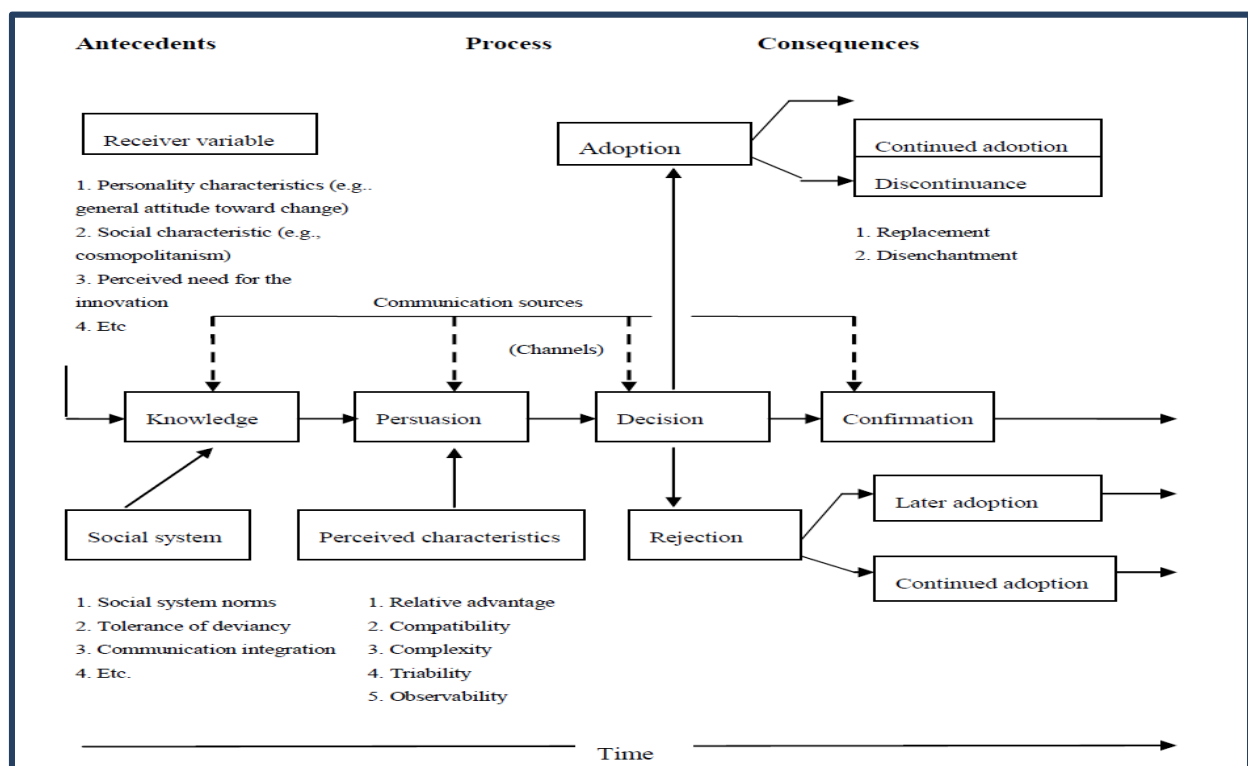 Antecedents
Process
Consequences
Receiver variable
1. Personality characteristics (e.g..
general attitude toward change)
2. Social characteristic (e.g.,
cosmopolitanism)
3. Perceived need for the
innovation
4. Etc
Adoption
Continued adoption
Discontinuance
1. Replacement
2. Disenchantment
Communication sources
(Channels)
Knowledge
Persuasion
Decision
Confirmation
Social system
Perceived characteristics
Rejection
Later adoption
Continued adoption
1. Social system norms
2. Tolerance of deviancy
3. Communication integration
4. Etc.
1. Relative advantage
2. Compatibility
3. Complexity
4. Triability
5. Observability
Time